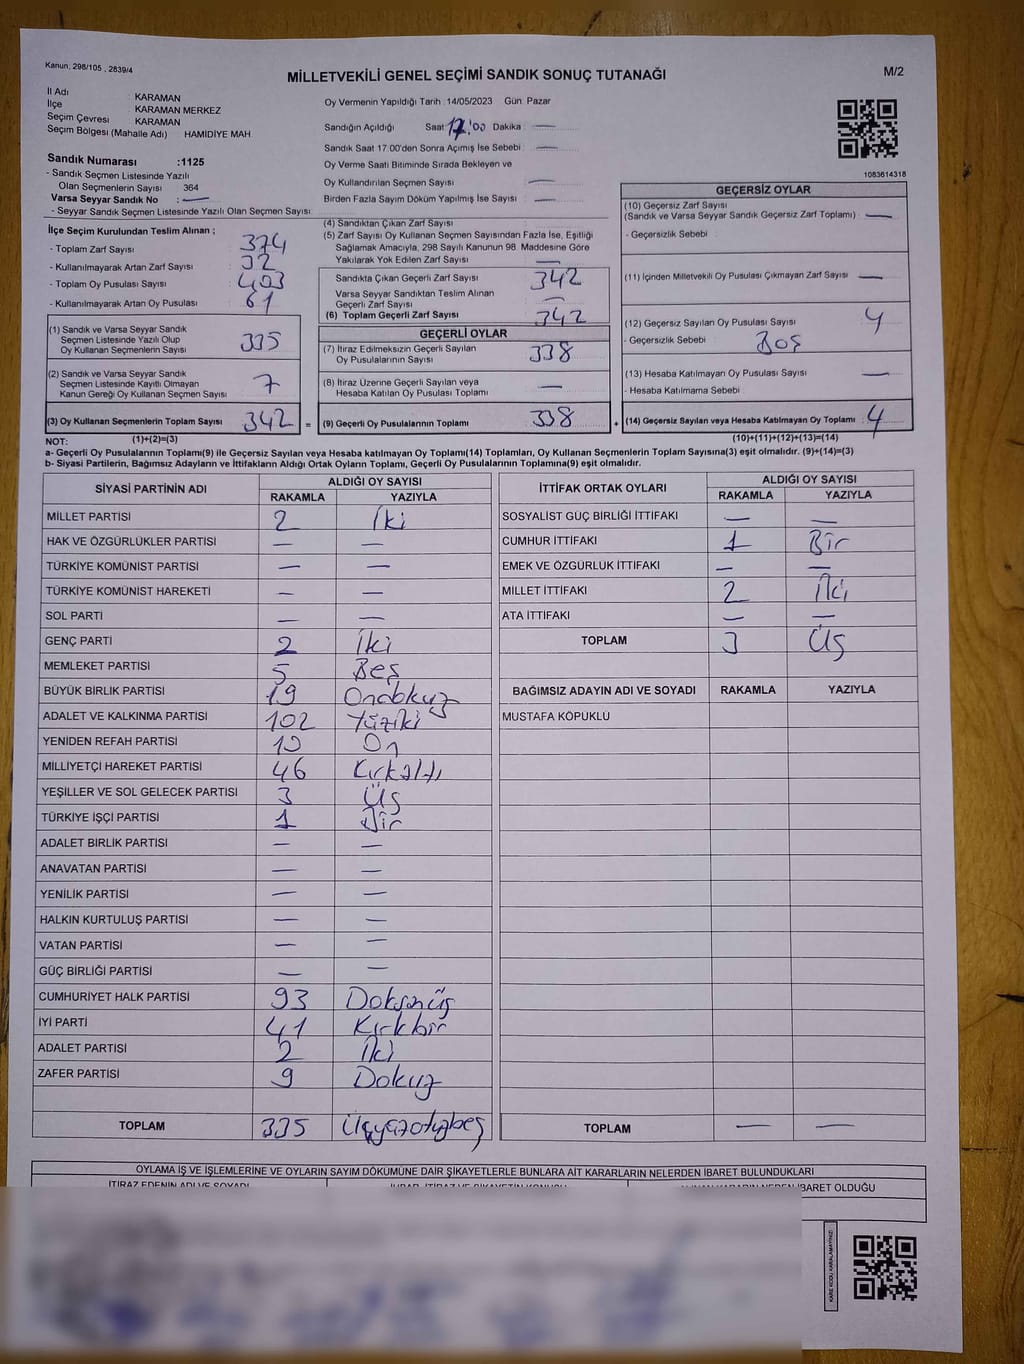 Kanun; 298/105 , 2839/4
MİLLETVEKİLİ GENEL SEÇİMİ SANDIK SONUÇ TUTANAĞI
M/2
İl Adı KARAMAN
İlçe KARAMAN MERKEZ
Seçim Çevresi KARAMAN
Seçim Bölgesi (Mahalle Adı) HAMİDİYE MAH.
Sandık Numarası :1125
- Sandık Seçmen Listesinde Yazılı
Olan Seçmenlerin Sayısı 364
Varsa Seyyar Sandık No : —
- Seyyar Sandık Seçmen Listesinde Yazılı Olan Seçmen Sayısı:
Oy Vermenin Yapıldığı Tarih :14/05/2023 Gün: Pazar
Sandığın Açıldığı Saat 17:00 Dakika : —
Sandık Saat 17:00'den Sonra Açımış İse Sebebi : —
Oy Verme Saati Bitiminde Sırada Bekleyen ve
Oy Kullandırılan Seçmen Sayısı : —
Birden Fazla Sayım Döküm Yapılmış İse Sayısı : —
1083614318
İlçe Seçim Kurulundan Teslim Alınan ;
- Toplam Zarf Sayısı : 374
- Kullanılmayarak Artan Zarf Sayısı : 32
- Toplam Oy Pusulası Sayısı : 403
- Kullanılmayarak Artan Oy Pusulası : 61
(1) Sandık ve Varsa Seyyar Sandık
Seçmen Listesinde Yazılı Olup
Oy Kullanan Seçmenlerin Sayısı : 335
(2) Sandık ve Varsa Seyyar Sandık
Seçmen Listesinde Kayıtlı Olmayan
Kanun Gereği Oy Kullanan Seçmen Sayısı : 7
(3) Oy Kullanan Seçmenlerin Toplam Sayısı : 342 =
(4) Sandıktan Çıkan Zarf Sayısı :
(5) Zarf Sayısı Oy Kullanan Seçmen Sayısından Fazla İse, Eşitliği
Sağlamak Amacıyla, 298 Sayılı Kanunun 98. Maddesine Göre
Yakılarak Yok Edilen Zarf Sayısı : —
Sandıkta Çıkan Geçerli Zarf Sayısı : 342
Varsa Seyyar Sandıktan Teslim Alınan
Geçerli Zarf Sayısı : —
(6) Toplam Geçerli Zarf Sayısı : 342
GEÇERLİ OYLAR
(7) İtiraz Edilmeksizin Geçerli Sayılan
Oy Pusulalarının Sayısı : 338
(8) İtiraz Üzerine Geçerli Sayılan veya
Hesaba Katılan Oy Pusulaları Toplamı : —
(9) Geçerli Oy Pusulalarının Toplamı : 338 +
GEÇERSİZ OYLAR
(10) Geçersiz Zarf Sayısı
(Sandık ve Varsa Seyyar Sandık Geçersiz Zarf Toplamı) : —
- Geçersizlik Sebebi :
(11) İçinden Milletvekili Oy Pusulası Çıkmayan Zarf Sayısı : —
(12) Geçersiz Sayılan Oy Pusulası Sayısı : 4
- Geçersizlik Sebebi : Boş
(13) Hesaba Katılmayan Oy Pusulası Sayısı : —
- Hesaba Katılmama Sebebi :
(14) Geçersiz Sayılan veya Hesaba Katılmayan Oy Toplamı : 4
NOT: (1)+(2)=(3) (10)+(11)+(12)+(13)=(14)
a- Geçerli Oy Pusulalarının Toplamı(9) ile Geçersiz Sayılan veya Hesaba katılmayan Oy Toplamı(14) Toplamları, Oy Kullanan Seçmenlerin Toplam Sayısına(3) eşit olmalıdır. (9)+(14)=(3)
b- Siyasi Partilerin, Bağımsız Adayların ve İttifakların Aldığı Ortak Oyların Toplamı, Geçerli Oy Pusulalarının Toplamına(9) eşit olmalıdır.
SİYASİ PARTİNİN ADI ALDIĞI OY SAYISI
RAKAMLA YAZIYLA
MİLLET PARTİSİ 2 İki
HAK VE ÖZGÜRLÜKLER PARTİSİ — —
TÜRKİYE KOMÜNİST PARTİSİ — —
TÜRKİYE KOMÜNİST HAREKETİ — —
SOL PARTİ — —
GENÇ PARTİ 2 İki
MEMLEKET PARTİSİ 5 Beş
BÜYÜK BİRLİK PARTİSİ 19 Ondokuz
ADALET VE KALKINMA PARTİSİ 102 Yüziki
YENİDEN REFAH PARTİSİ 10 On
MİLLİYETÇİ HAREKET PARTİSİ 46 Kırkaltı
YEŞİLLER VE SOL GELECEK PARTİSİ 3 Üş
TÜRKİYE İŞÇİ PARTİSİ 1 Bir
ADALET BİRLİK PARTİSİ — —
ANAVATAN PARTİSİ — —
YENİLİK PARTİSİ — —
HALKIN KURTULUŞ PARTİSİ — —
VATAN PARTİSİ — —
GÜÇ BİRLİĞİ PARTİSİ — —
CUMHURİYET HALK PARTİSİ 93 Doksanüş
İYİ PARTİ 41 Kırkbir
ADALET PARTİSİ 2 İki
ZAFER PARTİSİ 9 Dokuz
TOPLAM 335 Üçyüzotuzbeş
İTTİFAK ORTAK OYLARI ALDIĞI OY SAYISI
RAKAMLA YAZIYLA
SOSYALİST GÜÇ BİRLİĞİ İTTİFAKI — —
CUMHUR İTTİFAKI 1 Bir
EMEK VE ÖZGÜRLÜK İTTİFAKI — —
MİLLET İTTİFAKI 2 İki
ATA İTTİFAKI — —
TOPLAM 3 Üş
BAĞIMSIZ ADAYIN ADI VE SOYADI RAKAMLA YAZIYLA
MUSTAFA KÖPÜKLÜ
TOPLAM — —
OYLAMA İŞ VE İŞLEMLERİNE VE OYLARIN SAYIM DÖKÜMÜNE DAİR ŞİKAYETLERLE BUNLARA AİT KARARLARIN NELERDEN İBARET BULUNDUKLARI
İTİRAZ EDENİN ADI VE SOYADI İBARET OLDUĞU
KARE KODU KARALAMAYINIZ!